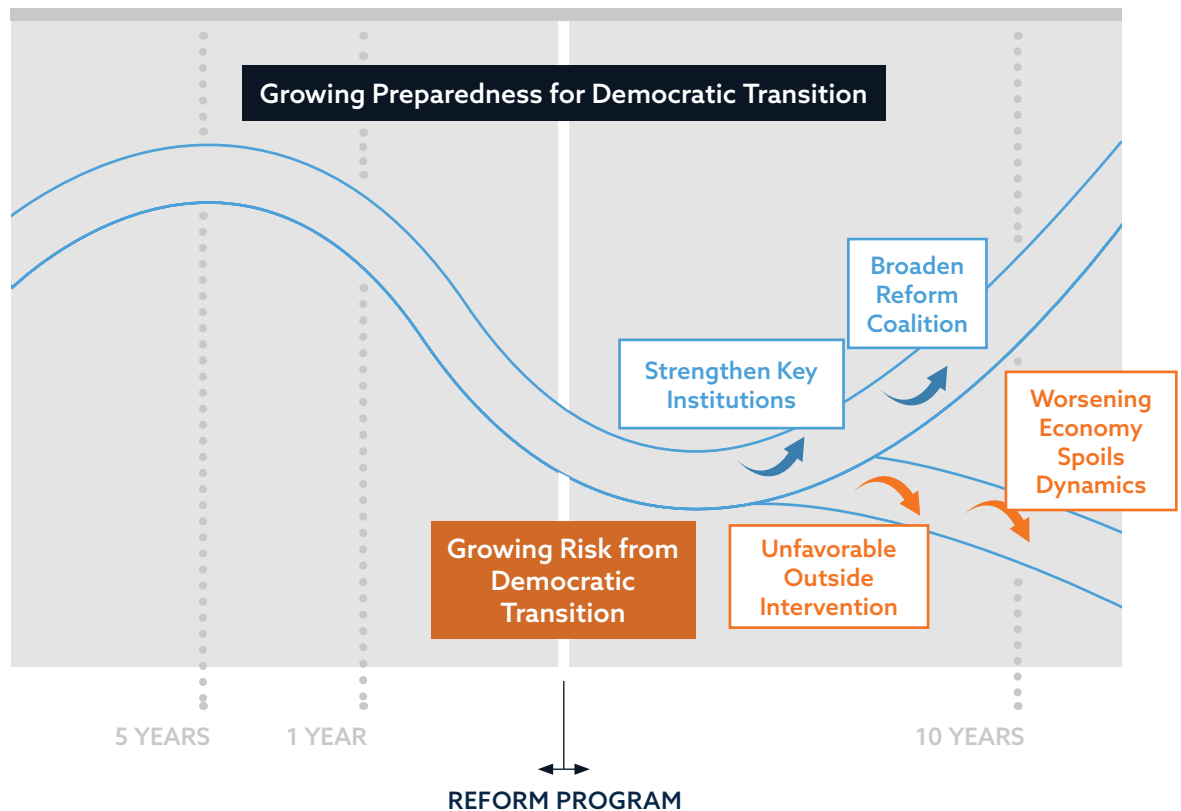 Growing Preparedness for Democratic Transition
Broaden
Reform
Coalition
Strengthen Key
Institutions
Worsening
Economy
Spoils
Dynamics
Growing Risk from
Democratic
Transition
Unfavorable
Outside
Intervention
5 YEARS
1 YEAR
10 YEARS
REFORM PROGRAM